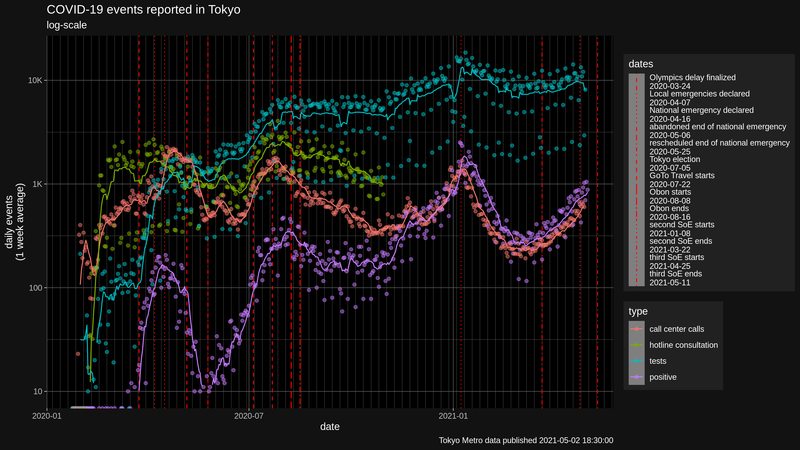 COVID-19 events reported in Tokyo
log-scale
10K
1K
100
10
daily events
(1 week average)
2020-01
2020-07
2021-01
date
dates
Olympics delay finalized
2020-03-24
Local emergencies declared
2020-04-07
National emergency declared
2020-04-16
abandoned end of national emergency
2020-05-06
rescheduled end of national emergency
2020-05-25
Tokyo election
2020-07-05
GoTo Travel starts
2020-07-22
Obon starts
2020-08-08
Obon ends
2020-08-16
second SoE starts
2021-01-08
second SoE ends
2021-03-22
third SoE starts
2021-04-25
third SoE ends
2021-05-11
type
call center calls
hotline consultation
tests
positive
Tokyo Metro data published 2021-05-02 18:30:00